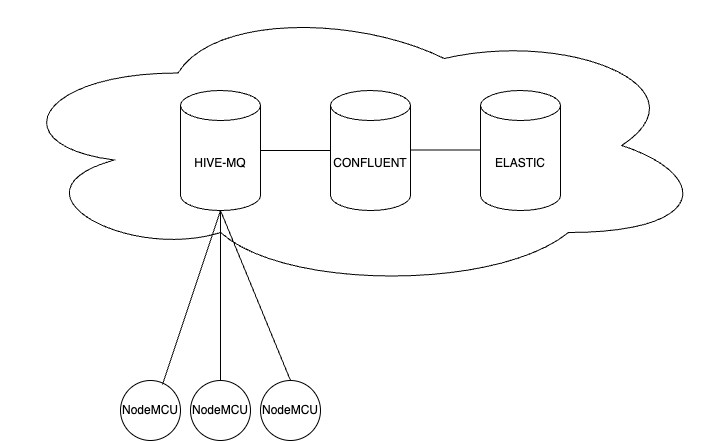 HIVE-MQ
CONFLUENT
ELASTIC
NodeMCU
NodeMCU
NodeMCU